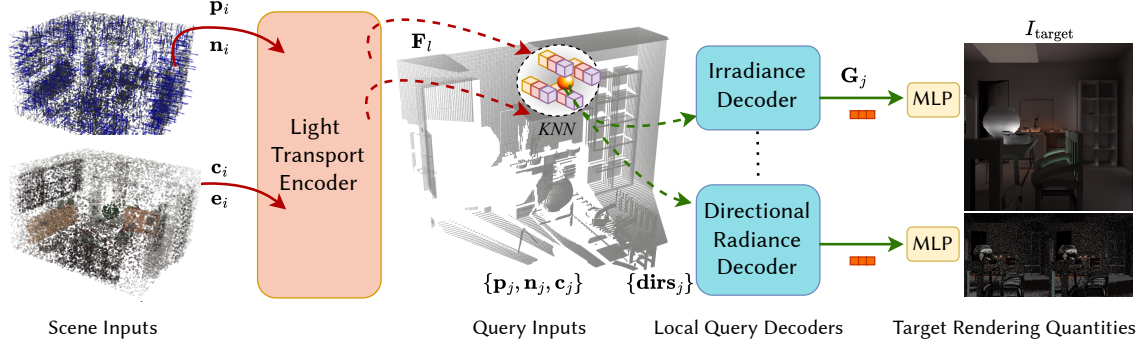 p_i
n_i
c_i
e_i
Scene Inputs
Light
Transport
Encoder
F_l
KNN
{p_j, n_j, c_j}
{dirs_j}
Query Inputs
Irradiance
Decoder
Directional
Radiance
Decoder
Local Query Decoders
G_j
MLP
MLP
I_target
Target Rendering Quantities